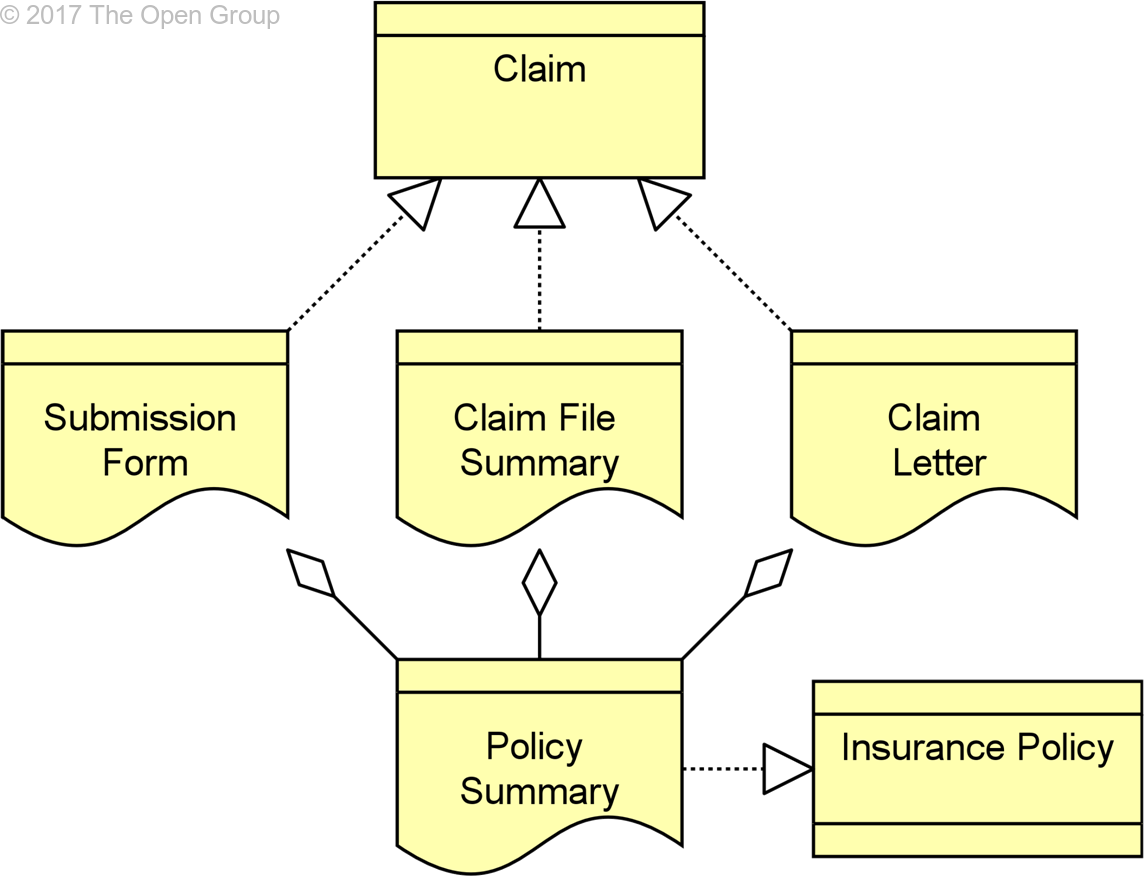 © 2017 The Open Group
Claim
Submission
Form
Claim File
Summary
Claim
Letter
Policy
Summary
Insurance Policy